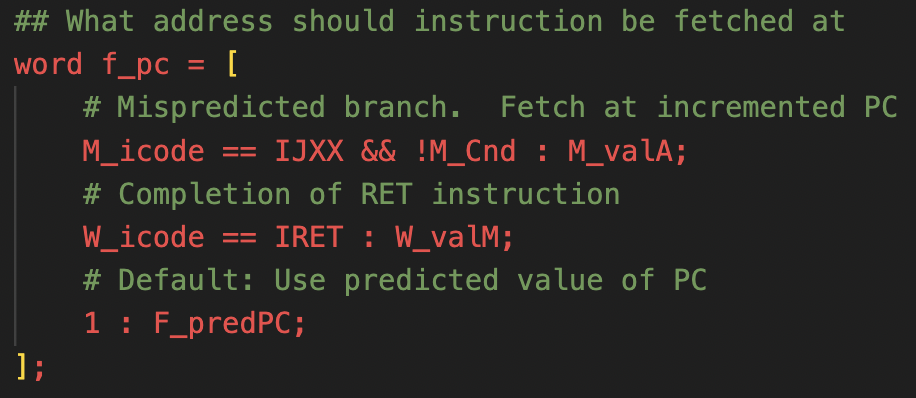 ## What address should instruction be fetched at
word f_pc = [
# Mispredicted branch.  Fetch at incremented PC
M_icode == IJXX && !M_Cnd : M_valA;
# Completion of RET instruction
W_icode == IRET : W_valM;
# Default: Use predicted value of PC
1 : F_predPC;
];